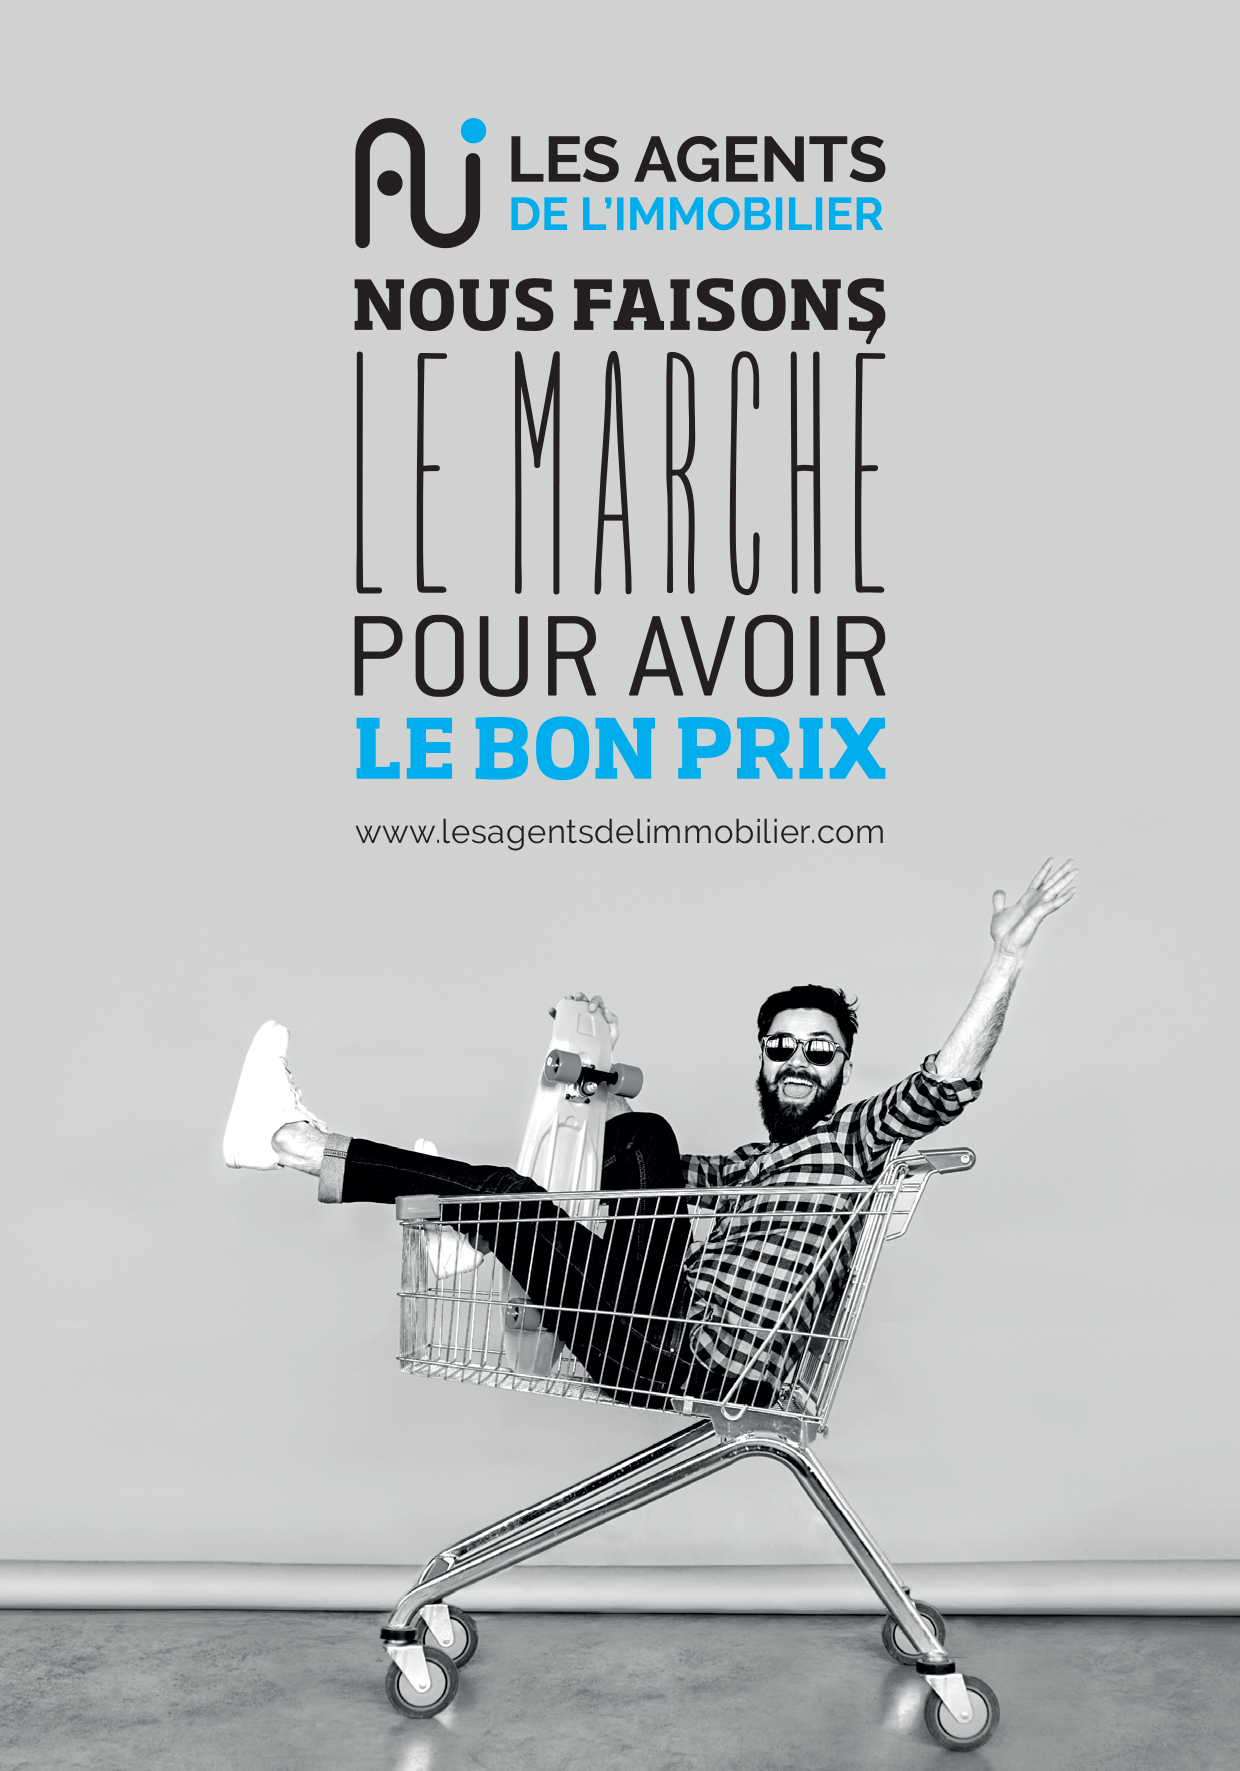 LES AGENTS
DE L'IMMOBILIER
NOUS FAISONS
LE MARCHÉ
POUR AVOIR
LE BON PRIX
www.lesagentsdelimmobilier.com